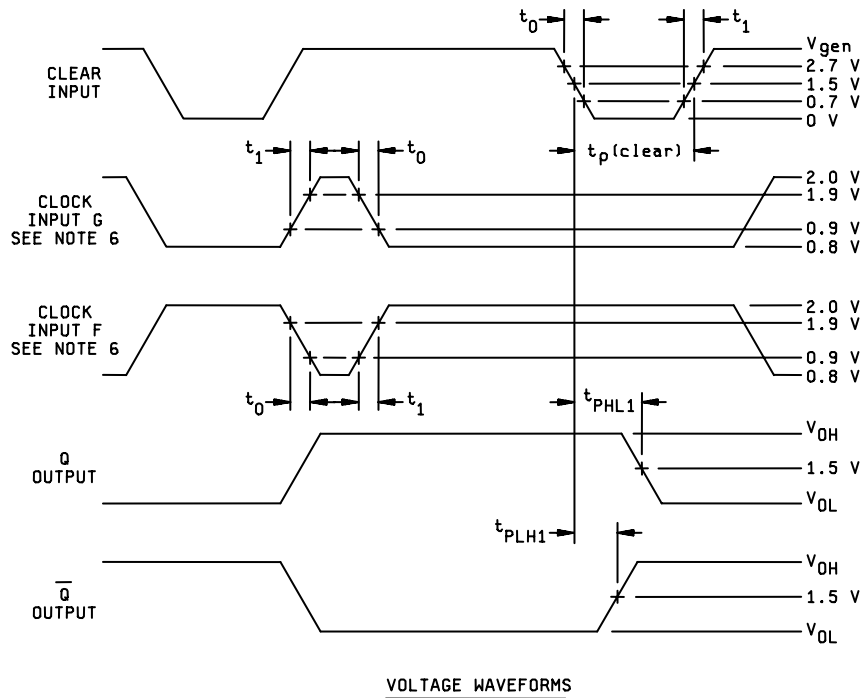 t0 t1
CLEAR
INPUT
Vgen
2.7 V
1.5 V
0.7 V
0 V
tp(clear)
t1 t0
CLOCK
INPUT G
SEE NOTE 6
2.0 V
1.9 V
0.9 V
0.8 V
CLOCK
INPUT F
SEE NOTE 6
2.0 V
1.9 V
0.9 V
0.8 V
t0 t1
tPHL1
Q
OUTPUT
VOH
1.5 V
VOL
tPLH1
Q̅
OUTPUT
VOH
1.5 V
VOL
VOLTAGE WAVEFORMS